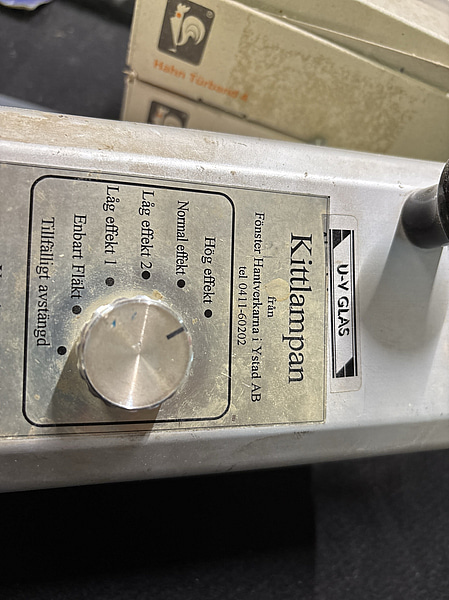 Hahn Türbänder
U-V GLAS
Kittlampan
från
Fönster Hantverkarna i Ystad AB
tel 0411-60202
Hög effekt
Normal effekt
Låg effekt 2
Låg effekt 1
Enbart Fläkt
Tillfälligt avstängd